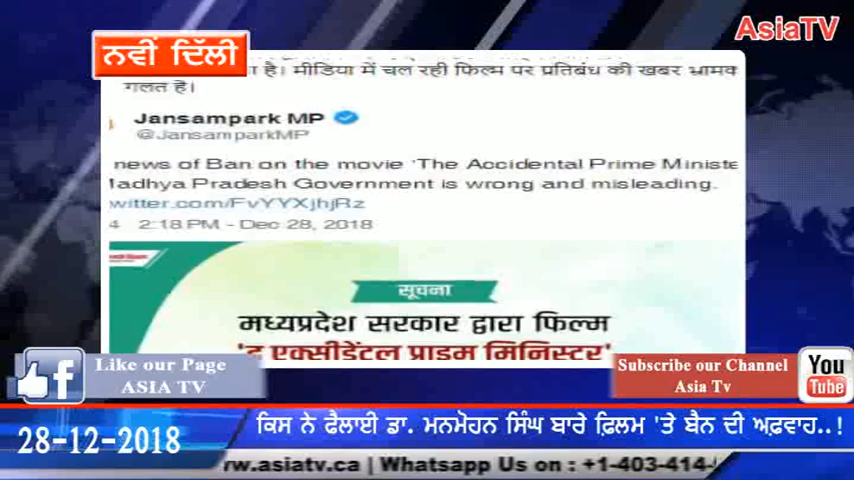 AsiaTV
ਨਵੀਂ ਦਿੱਲੀ
है। मीडिया में चल रही फिल्म पर प्रतिबंध की खबर भ्रामक
गलत है।
Jansampark MP
@JansamparkMP
news of Ban on the movie 'The Accidental Prime Ministe
Madhya Pradesh Government is wrong and misleading.
witter.com/FvYYXjhjRz
4 2:18 PM - Dec 28, 2018
सूचना
मध्यप्रदेश सरकार द्वारा फिल्म
'द एक्सीडेंटल प्राइम मिनिस्टर'
Like our Page
ASIA TV
Subscribe our Channel
Asia Tv
You
Tube
28-12-2018
ਕਿਸ ਨੇ ਫੈਲਾਈ ਡਾ. ਮਨਮੋਹਨ ਸਿੰਘ ਬਾਰੇ ਫ਼ਿਲਮ 'ਤੇ ਬੈਨ ਦੀ ਅਫ਼ਵਾਹ..!
rw.asiatv.ca | Whatsapp Us on : +1-403-414-